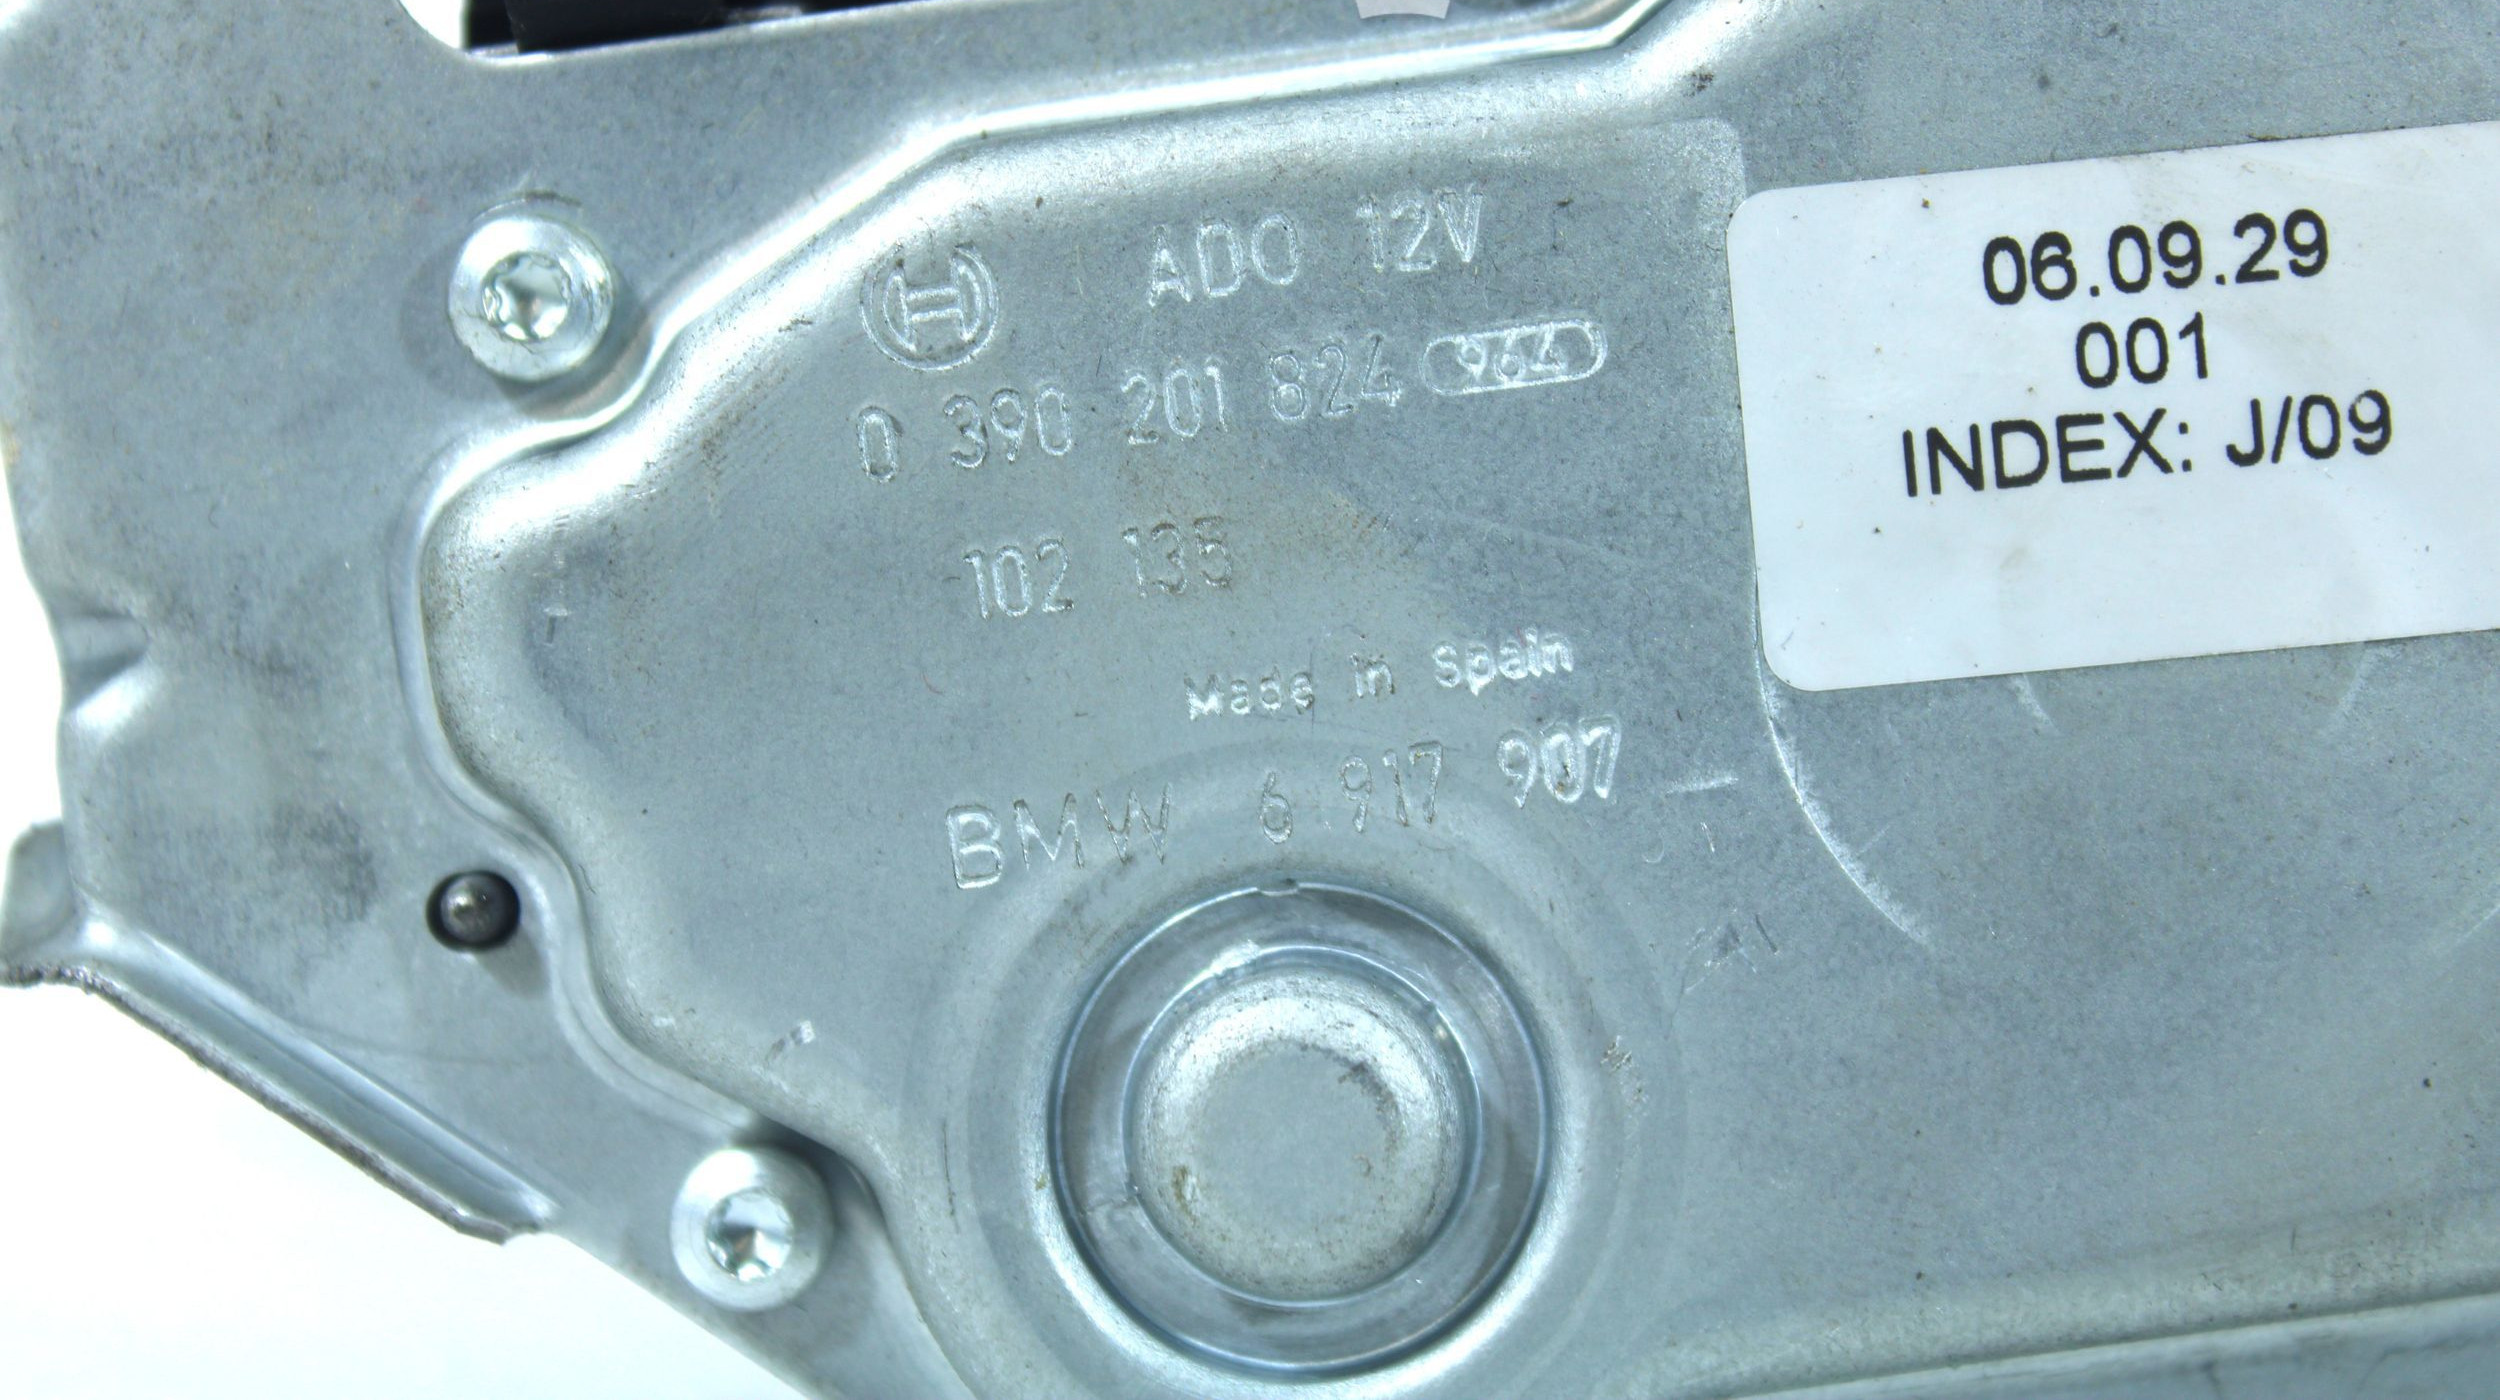 ADO 12V
0 390 201 824 964
102 135
Made in Spain
BMW 6 917 907
06.09.29
001
INDEX: J/09